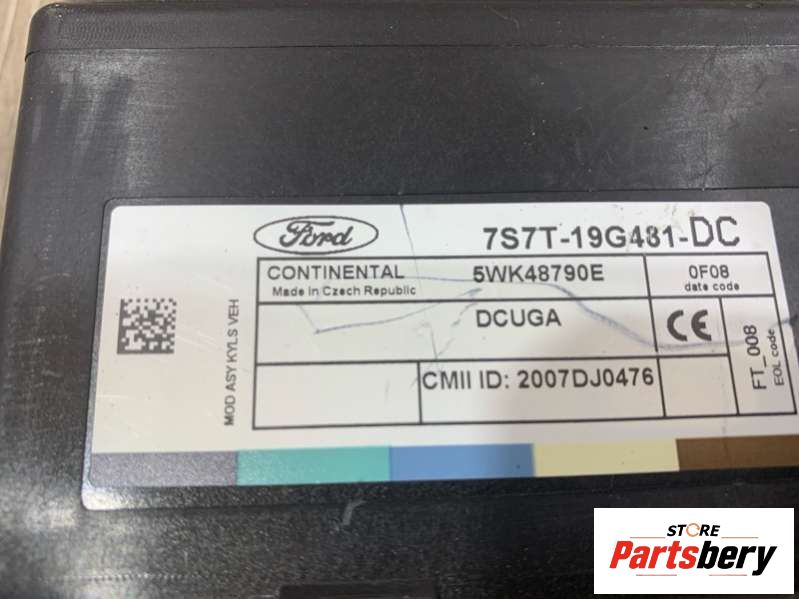 Ford
7S7T-19G481-DC
CONTINENTAL 5WK48790E 0F08
Made in Czech Republic date code
DCUGA
CMII ID: 2007DJ0476
MOD ASY KYLS VEH
CE
FT_008
EOL code
STORE
Partsbery